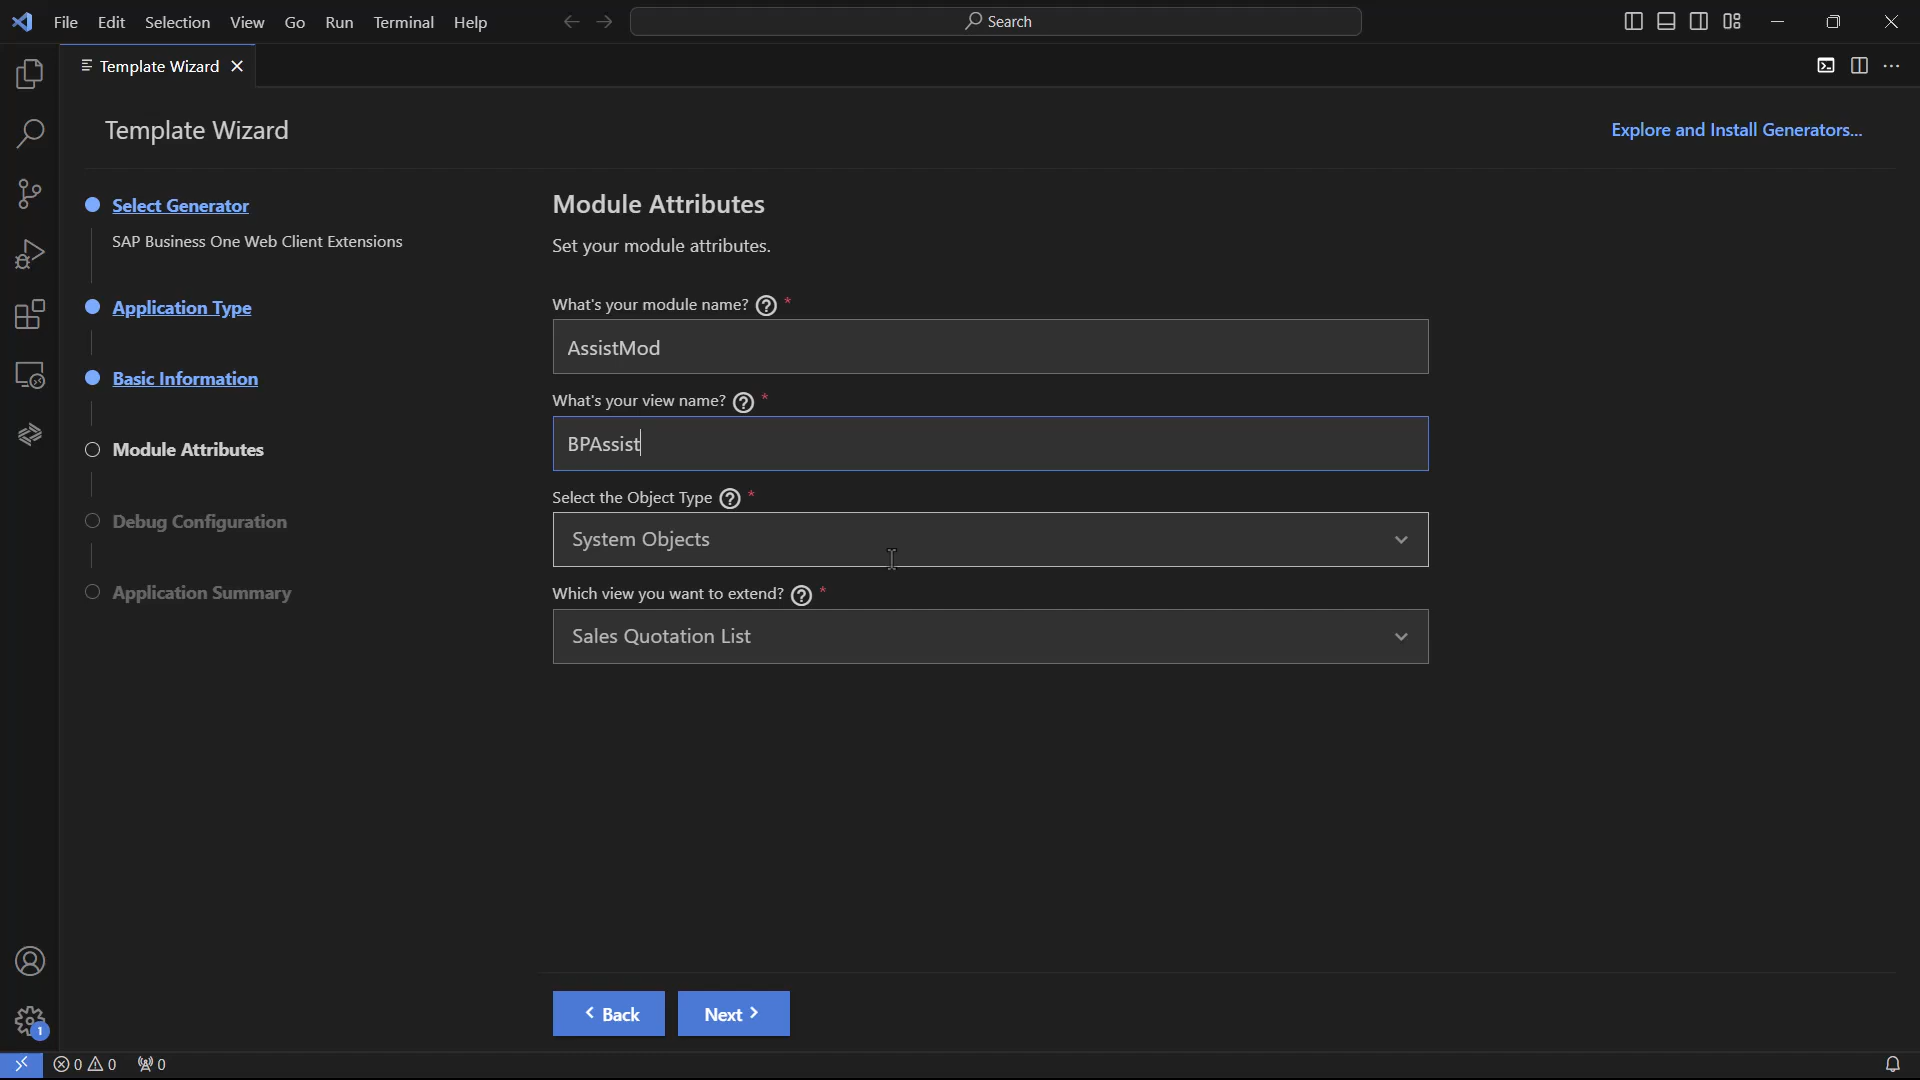 File Edit Selection View Go Run Terminal Help
Search
Template Wizard
Template Wizard
Explore and Install Generators...
Select Generator
SAP Business One Web Client Extensions
Application Type
Basic Information
Module Attributes
Debug Configuration
Application Summary
Module Attributes
Set your module attributes.
What's your module name? ? *
AssistMod
What's your view name? ? *
BPAssist
Select the Object Type ? *
System Objects
Which view you want to extend? ? *
Sales Quotation List
Back Next
1
0 0 0